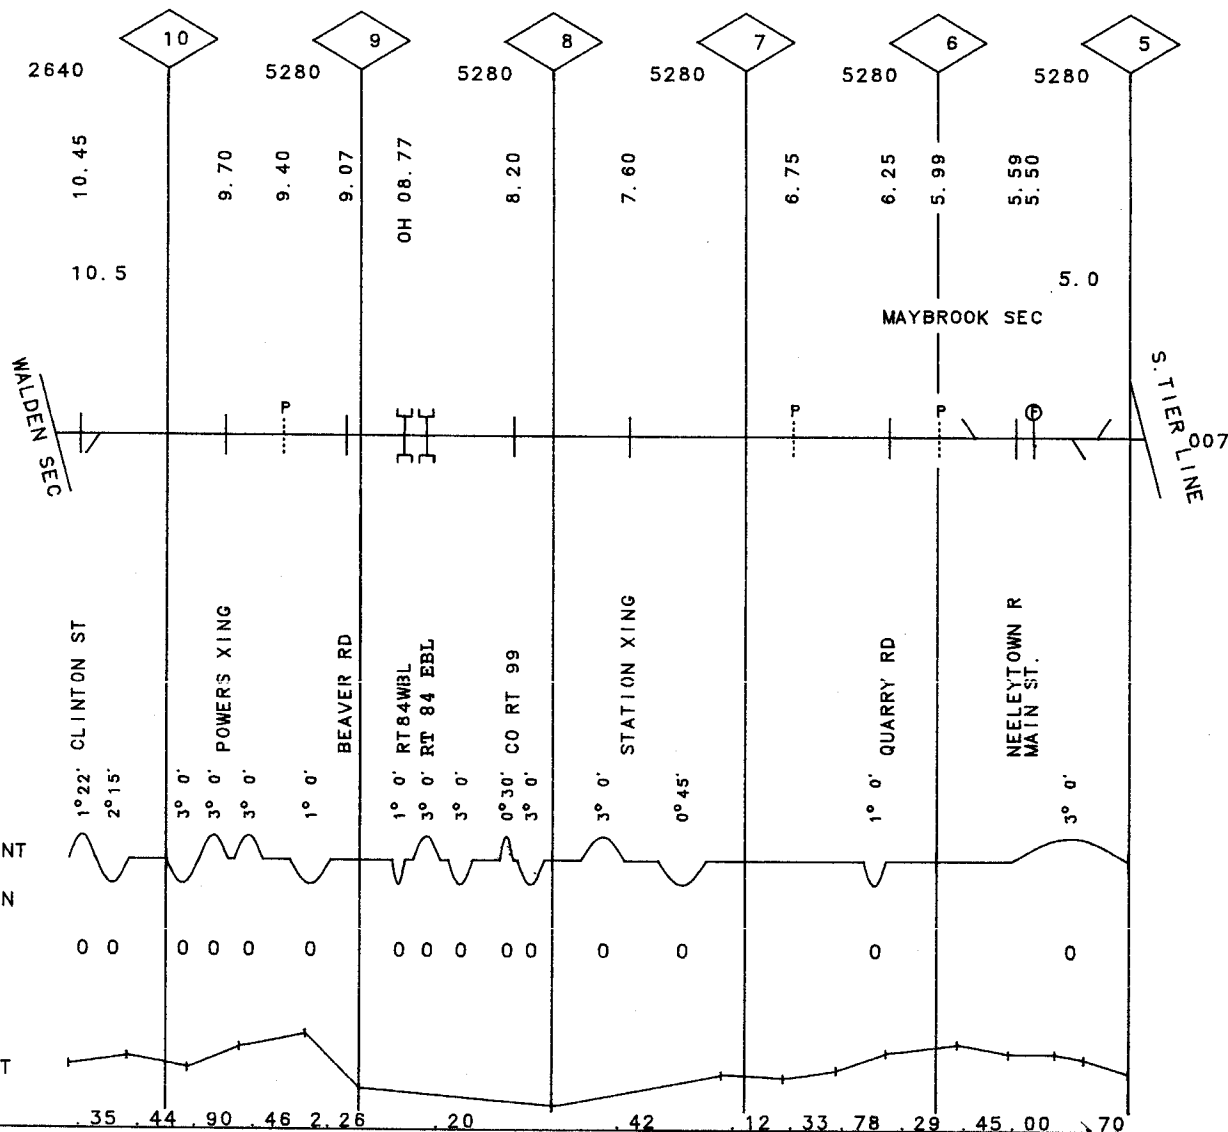 10 9 8 7 6 5
2640 5280 5280 5280 5280 5280
10.45 9.70 9.40 9.07 OH 08.77 8.20 7.60 6.75 6.25 5.99 5.59 5.50
10.5 5.0
MAYBROOK SEC
WALDEN SEC
P P P F
S. TIER LINE
007
CLINTON ST
POWERS XING
BEAVER RD
RT84WBL
RT 84 EBL
CO RT 99
STATION XING
QUARRY RD
NEELEYTOWN R
MAIN ST.
1°22' 2°15' 3° 0' 3° 0' 3° 0' 1° 0' 1° 0' 3° 0' 3° 0' 0°30' 3° 0' 3° 0' 0°45' 1° 0' 3° 0'
NT
N
0 0 0 0 0 0 0 0 0 0 0 0 0 0 0
T
.35 .44 .90 .46 2.26 .20 .42 .12 .33 .78 .29 .45 .00 .70